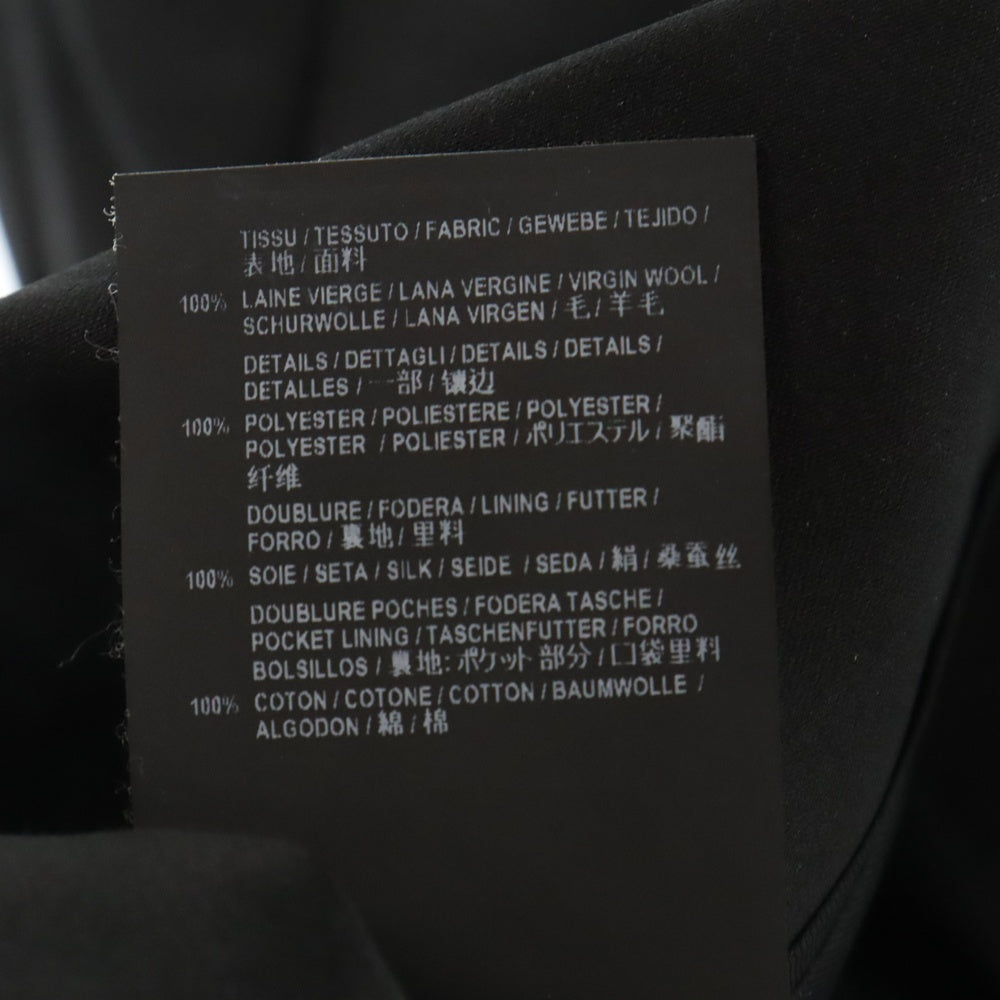 TISSU / TESSUTO / FABRIC / GEWEBE / TEJIDO /
表地 / 面料
100% LAINE VIERGE / LANA VERGINE / VIRGIN WOOL /
SCHURWOLLE / LANA VIRGEN / 毛 / 羊毛
DETAILS / DETTAGLI / DETAILS / DETAILS /
DETALLES / 一部 / 镶边
100% POLYESTER / POLIESTERE / POLYESTER /
POLYESTER / POLIESTER / ポリエステル / 聚酯
纤维
DOUBLURE / FODERA / LINING / FUTTER /
FORRO / 裏地 / 里料
100% SOIE / SETA / SILK / SEIDE / SEDA / 絹 / 桑蚕丝
DOUBLURE POCHES / FODERA TASCHE /
POCKET LINING / TASCHENFUTTER / FORRO
BOLSILLOS / 裏地:ポケット部分 / 口袋里料
100% COTON / COTONE / COTTON / BAUMWOLLE /
ALGODON / 綿 / 棉